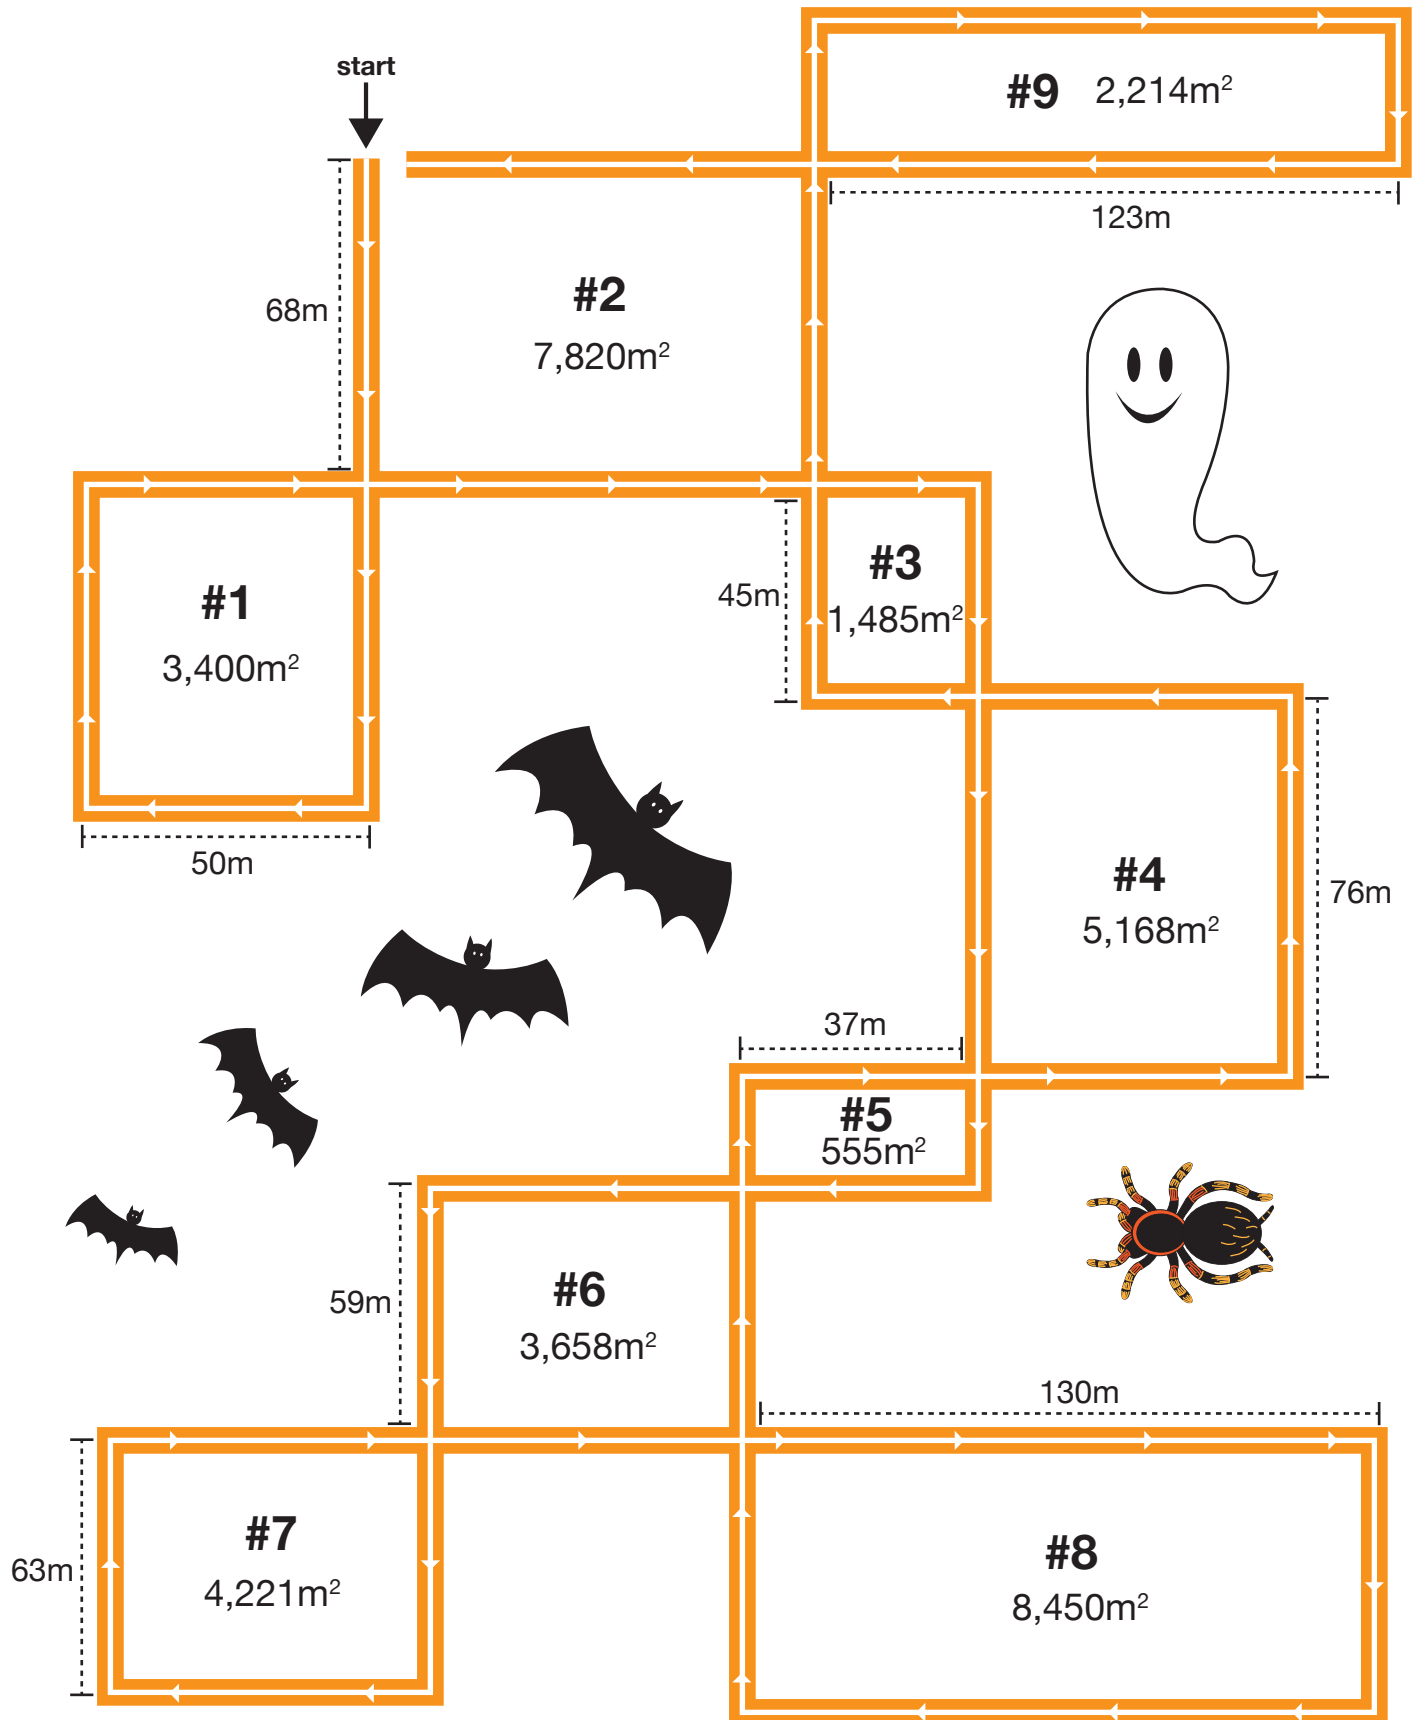 start
#9 2,214m²
123m
68m
#2
7,820m²
#1
3,400m²
50m
45m
#3
1,485m²
#4
5,168m²
76m
37m
#5
555m²
59m
#6
3,658m²
130m
63m
#7
4,221m²
#8
8,450m²